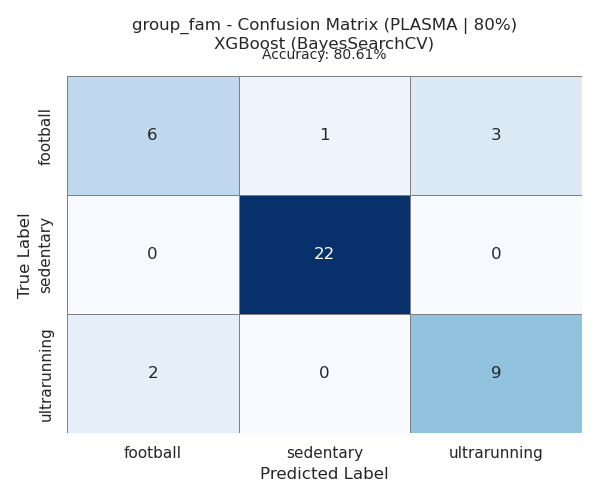 group_fam - Confusion Matrix (PLASMA | 80%)
XGBoost (BayesSearchCV)
Accuracy: 80.61%
True Label
football
6
1
3
sedentary
0
22
0
ultrarunning
2
0
9
football
sedentary
ultrarunning
Predicted Label